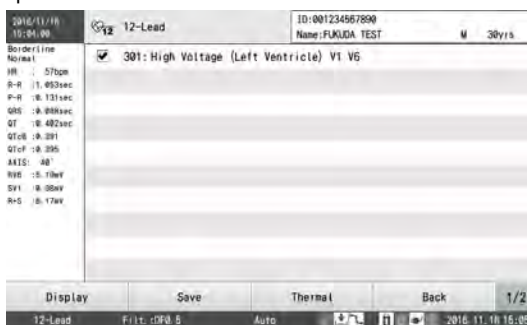 2016/11/18
15:04:00
12-Lead
ID:001234567890
Name:FUKUDA TEST M 30yrs
Borderline
Normal
HR : 57bpm
R-R :1.053sec
P-R :0.131sec
QRS :0.088sec
QT :0.402sec
QTcB :0.391
QTcF :0.395
AXIS: 40°
RV6 :5.19mV
SV1 :0.98mV
R+S :6.17mV
301: High Voltage (Left Ventricle) V1 V6
Display Save Thermal Back 1/2
12-Lead Filt.:DF0.5 Auto 2016.11.18 15:05